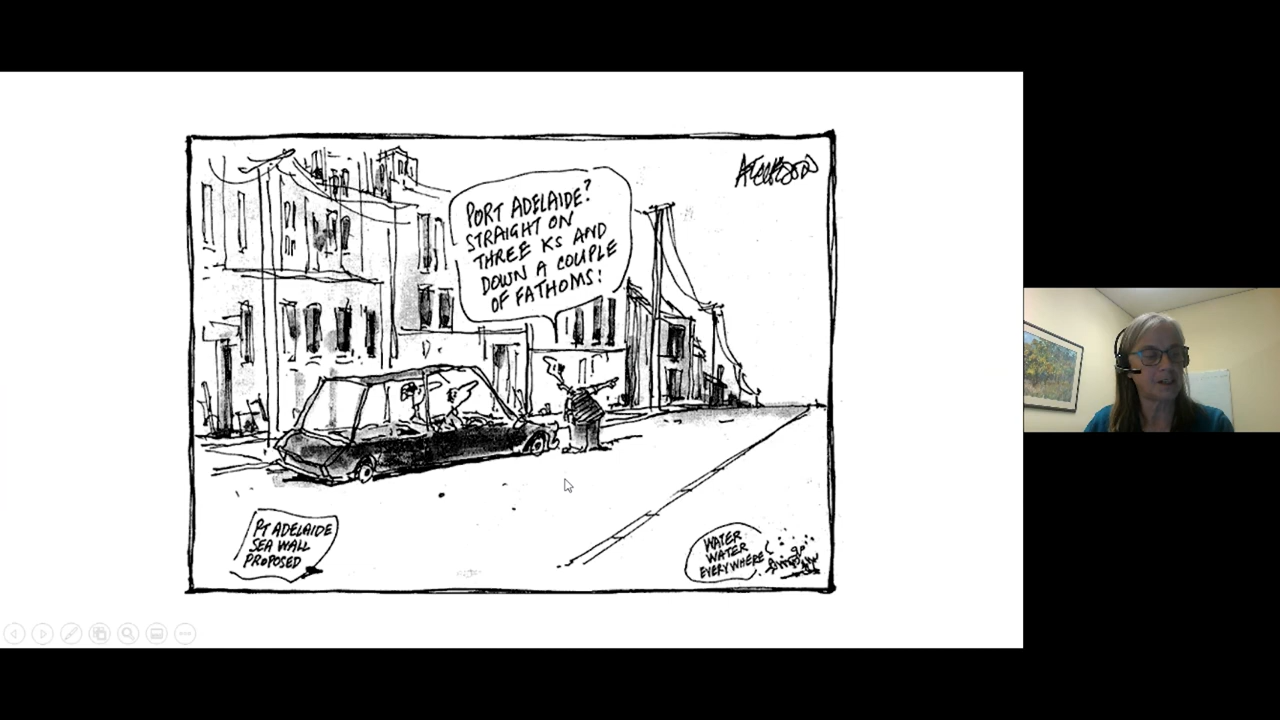 ATCHISON
PORT ADELAIDE?
STRAIGHT ON
THREE KS AND
DOWN A COUPLE
OF FATHOMS!
PT ADELAIDE
SEA WALL
PROPOSED
WATER
WATER
EVERYWHERE